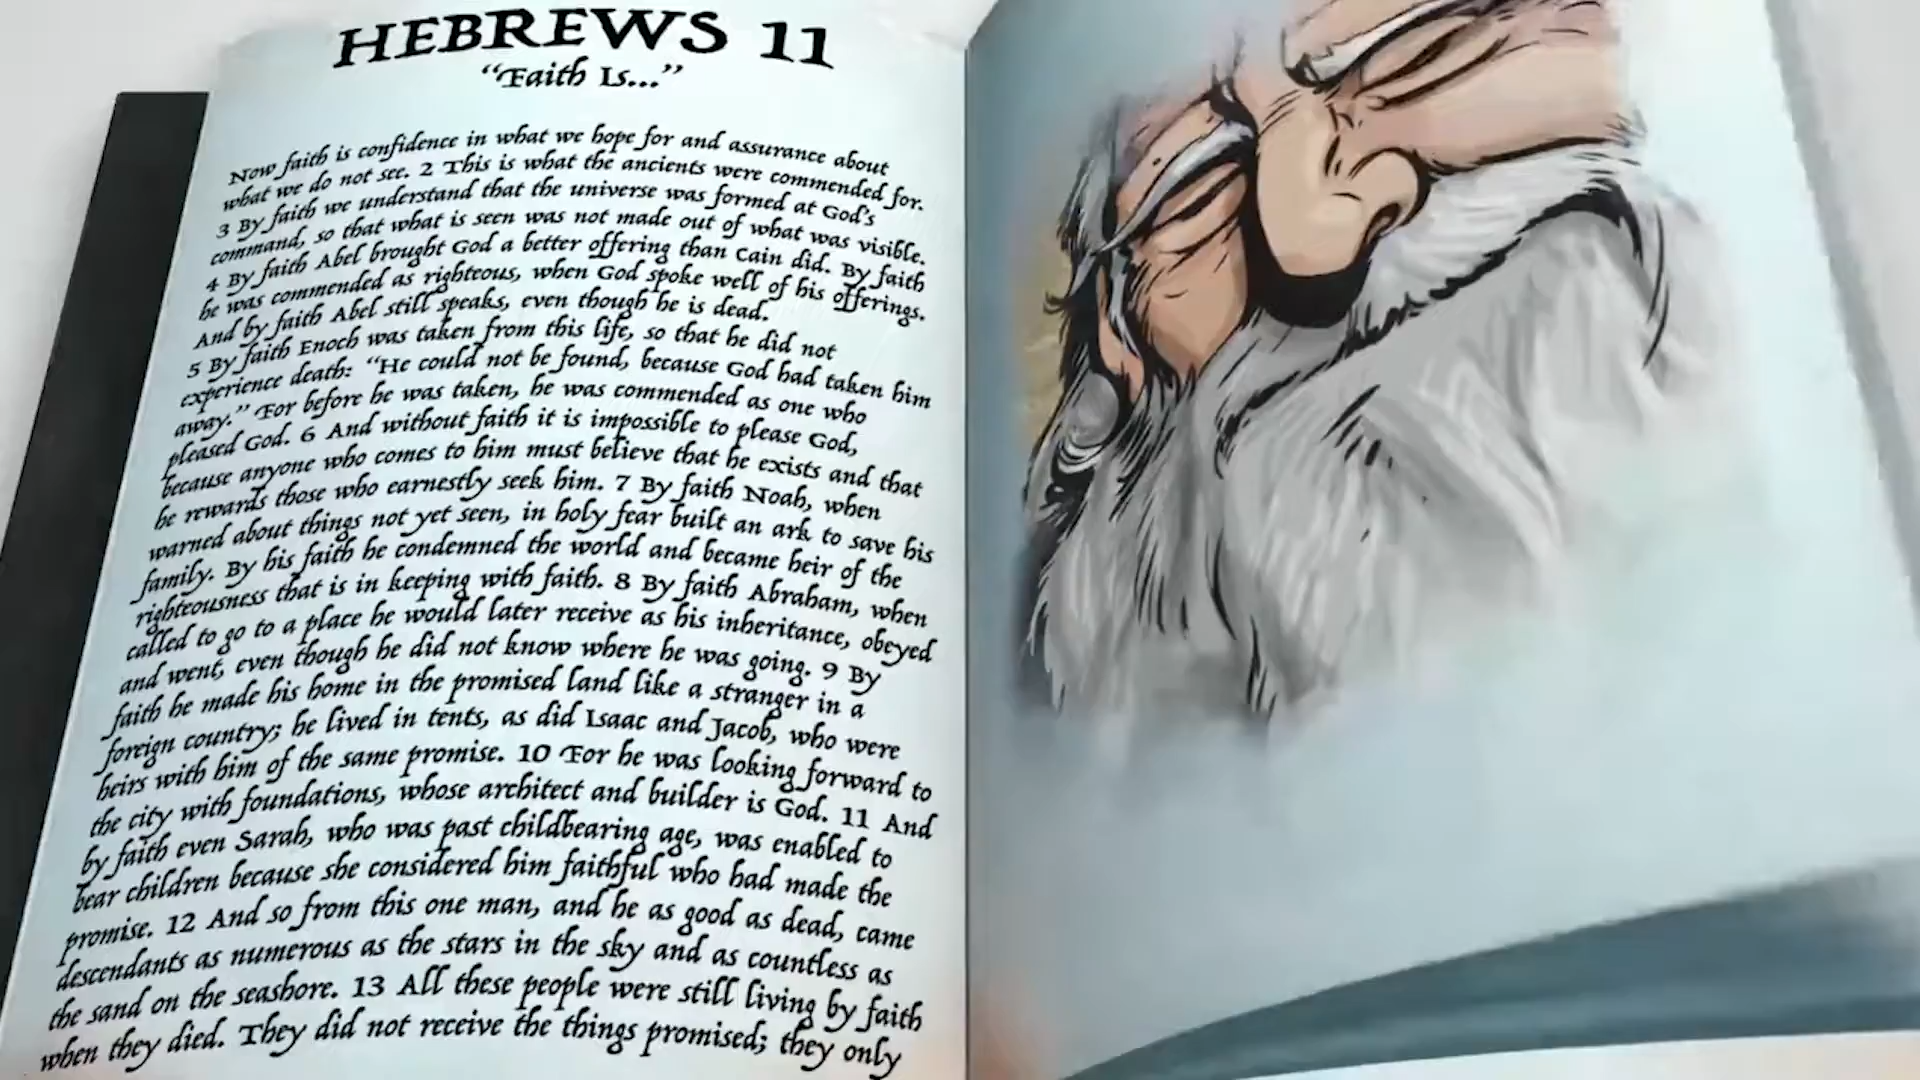 HEBREWS 11
“Faith Is...”
Now faith is confidence in what we hope for and assurance about
what we do not see. 2 This is what the ancients were commended for.
3 By faith we understand that the universe was formed at God’s
command, so that what is seen was not made out of what was visible.
4 By faith Abel brought God a better offering than Cain did. By faith
he was commended as righteous, when God spoke well of his offerings.
And by faith Abel still speaks, even though he is dead.
5 By faith Enoch was taken from this life, so that he did not
experience death: “He could not be found, because God had taken him
away.” For before he was taken, he was commended as one who
pleased God. 6 And without faith it is impossible to please God,
because anyone who comes to him must believe that he exists and that
he rewards those who earnestly seek him. 7 By faith Noah, when
warned about things not yet seen, in holy fear built an ark to save his
family. By his faith he condemned the world and became heir of the
righteousness that is in keeping with faith. 8 By faith Abraham, when
called to go to a place he would later receive as his inheritance, obeyed
and went, even though he did not know where he was going. 9 By
faith he made his home in the promised land like a stranger in a
foreign country; he lived in tents, as did Isaac and Jacob, who were
heirs with him of the same promise. 10 For he was looking forward to
the city with foundations, whose architect and builder is God. 11 And
by faith even Sarah, who was past childbearing age, was enabled to
bear children because she considered him faithful who had made the
promise. 12 And so from this one man, and he as good as dead, came
descendants as numerous as the stars in the sky and as countless as
the sand on the seashore. 13 All these people were still living by faith
when they died. They did not receive the things promised; they only